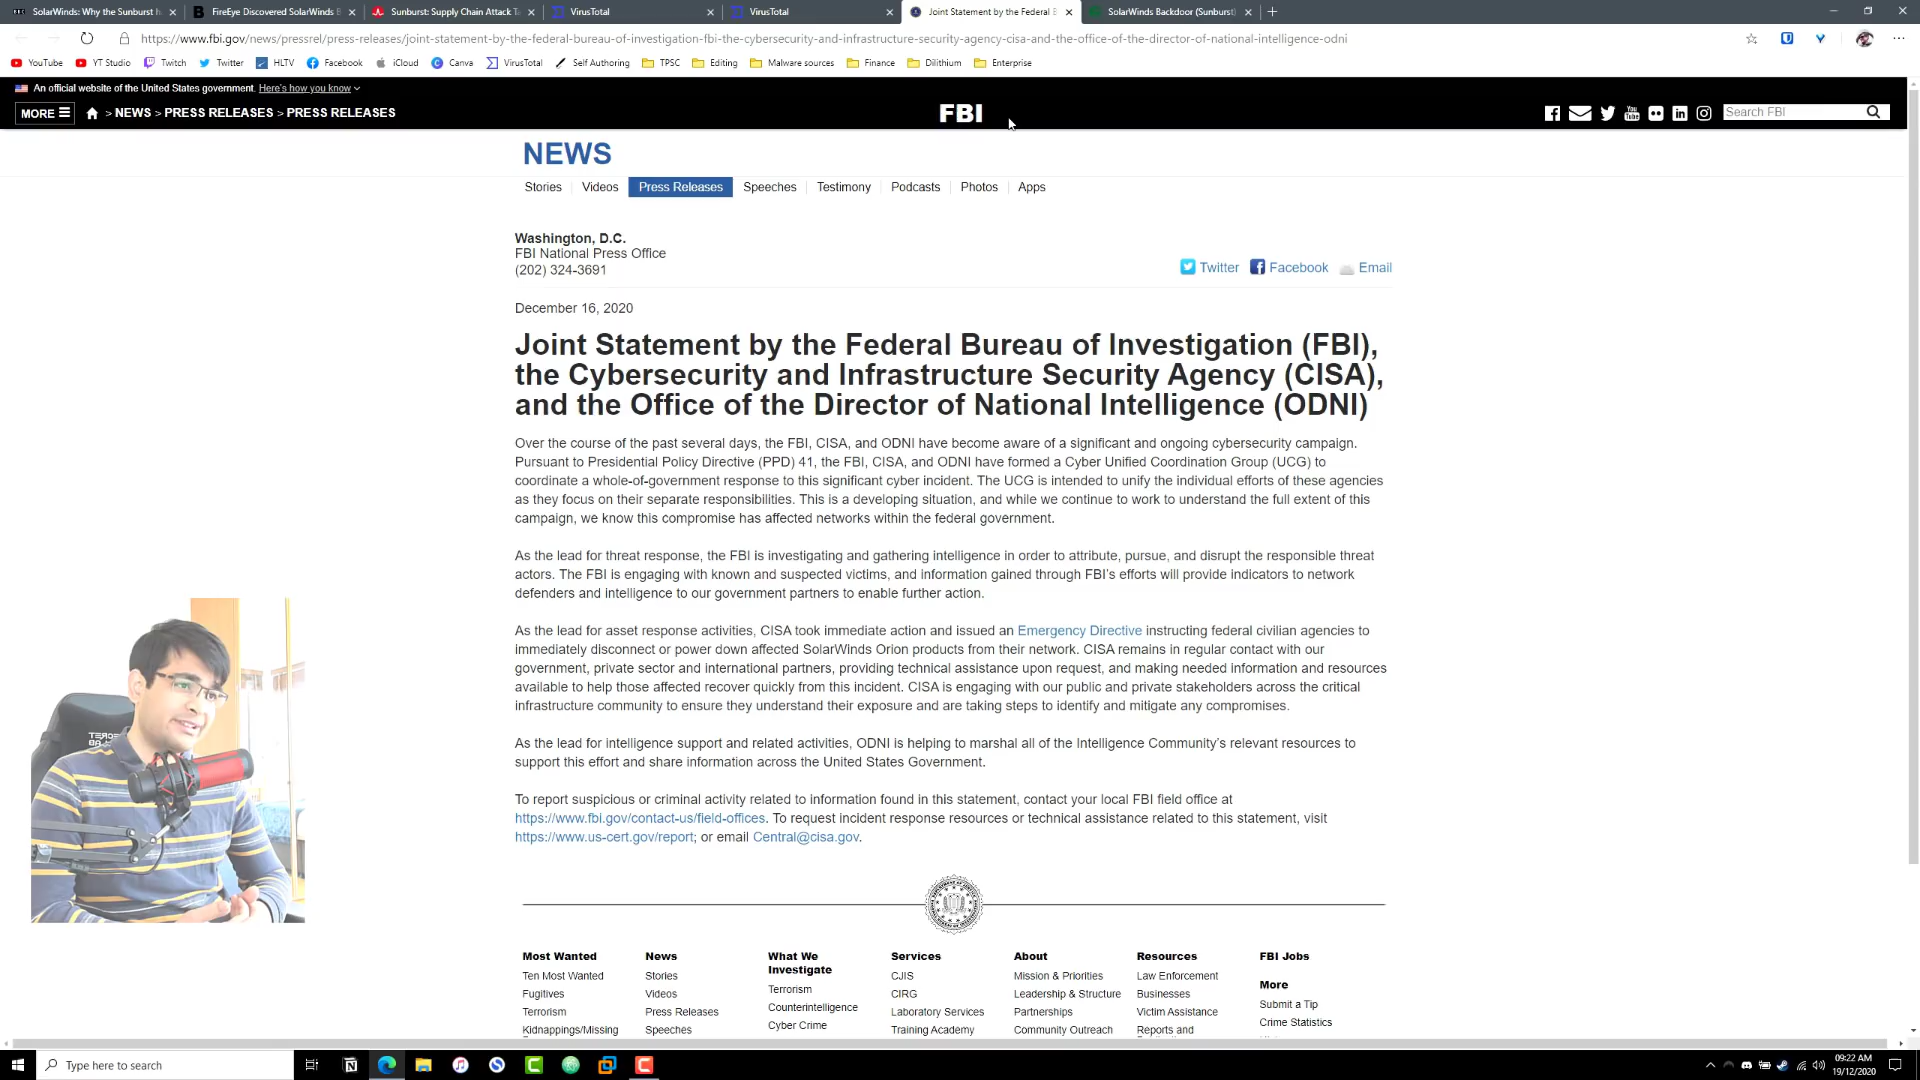 SolarWinds: Why the Sunburst h
FireEye Discovered SolarWinds B
Sunburst: Supply Chain Attack Ta
VirusTotal
VirusTotal
Joint Statement by the Federal B
SolarWinds Backdoor (Sunburst)
https://www.fbi.gov/news/pressrel/press-releases/joint-statement-by-the-federal-bureau-of-investigation-fbi-the-cybersecurity-and-infrastructure-security-agency-cisa-and-the-office-of-the-director-of-national-intelligence-odni
YouTube YT Studio Twitch Twitter HLTV Facebook iCloud Canva VirusTotal Self Authoring TPSC Editing Malware sources Finance Dilithium Enterprise
An official website of the United States government. Here's how you know
MORE > NEWS > PRESS RELEASES > PRESS RELEASES
FBI
Search FBI
NEWS
Stories Videos Press Releases Speeches Testimony Podcasts Photos Apps
Washington, D.C.
FBI National Press Office
(202) 324-3691
Twitter Facebook Email
December 16, 2020
Joint Statement by the Federal Bureau of Investigation (FBI),
the Cybersecurity and Infrastructure Security Agency (CISA),
and the Office of the Director of National Intelligence (ODNI)
Over the course of the past several days, the FBI, CISA, and ODNI have become aware of a significant and ongoing cybersecurity campaign.
Pursuant to Presidential Policy Directive (PPD) 41, the FBI, CISA, and ODNI have formed a Cyber Unified Coordination Group (UCG) to
coordinate a whole-of-government response to this significant cyber incident. The UCG is intended to unify the individual efforts of these agencies
as they focus on their separate responsibilities. This is a developing situation, and while we continue to work to understand the full extent of this
campaign, we know this compromise has affected networks within the federal government.
As the lead for threat response, the FBI is investigating and gathering intelligence in order to attribute, pursue, and disrupt the responsible threat
actors. The FBI is engaging with known and suspected victims, and information gained through FBI's efforts will provide indicators to network
defenders and intelligence to our government partners to enable further action.
As the lead for asset response activities, CISA took immediate action and issued an Emergency Directive instructing federal civilian agencies to
immediately disconnect or power down affected SolarWinds Orion products from their network. CISA remains in regular contact with our
government, private sector and international partners, providing technical assistance upon request, and making needed information and resources
available to help those affected recover quickly from this incident. CISA is engaging with our public and private stakeholders across the critical
infrastructure community to ensure they understand their exposure and are taking steps to identify and mitigate any compromises.
As the lead for intelligence support and related activities, ODNI is helping to marshal all of the Intelligence Community's relevant resources to
support this effort and share information across the United States Government.
To report suspicious or criminal activity related to information found in this statement, contact your local FBI field office at
https://www.fbi.gov/contact-us/field-offices. To request incident response resources or technical assistance related to this statement, visit
https://www.us-cert.gov/report; or email Central@cisa.gov.
Most Wanted
Ten Most Wanted
Fugitives
Terrorism
Kidnappings/Missing
News
Stories
Videos
Press Releases
Speeches
What We
Investigate
Terrorism
Counterintelligence
Cyber Crime
Services
CJIS
CIRG
Laboratory Services
Training Academy
About
Mission & Priorities
Leadership & Structure
Partnerships
Community Outreach
Resources
Law Enforcement
Businesses
Victim Assistance
Reports and
FBI Jobs
More
Submit a Tip
Crime Statistics
Type here to search
09:22 AM
19/12/2020